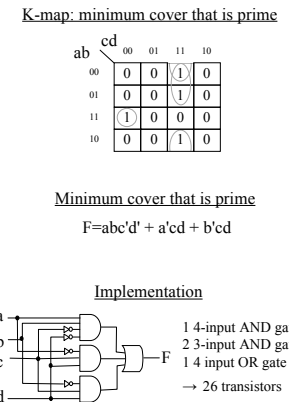 K-map: minimum cover that is prime
cd
ab 00 01 11 10
00 0 0 1 0
01 0 0 1 0
11 1 0 0 0
10 0 0 1 0
Minimum cover that is prime
F=abc'd' + a'cd + b'cd
Implementation
a
b
c
d
F
1 4-input AND ga
2 3-input AND ga
1 4 input OR gate
→ 26 transistors